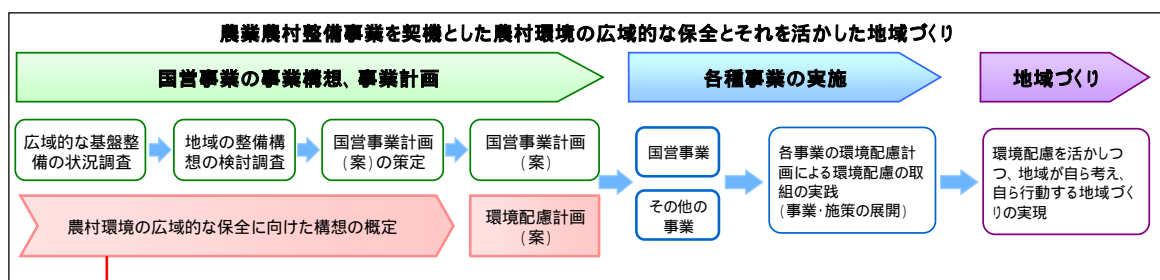 農業農村整備事業を契機とした農村環境の広域的な保全とそれを活かした地域づくり
国営事業の事業構想、事業計画
各種事業の実施
地域づくり
広域的な基盤整
備の状況調査
地域の整備構
想の検討調査
国営事業計画
(案)の策定
国営事業計画
(案)
国営事業
その他の
事業
各事業の環境配慮計
画による環境配慮の取
組の実践
(事業・施策の展開)
環境配慮を活かしつ
つ、地域が自ら考え、
自ら行動する地域づく
りの実現
農村環境の広域的な保全に向けた構想の概定
環境配慮計画
(案)